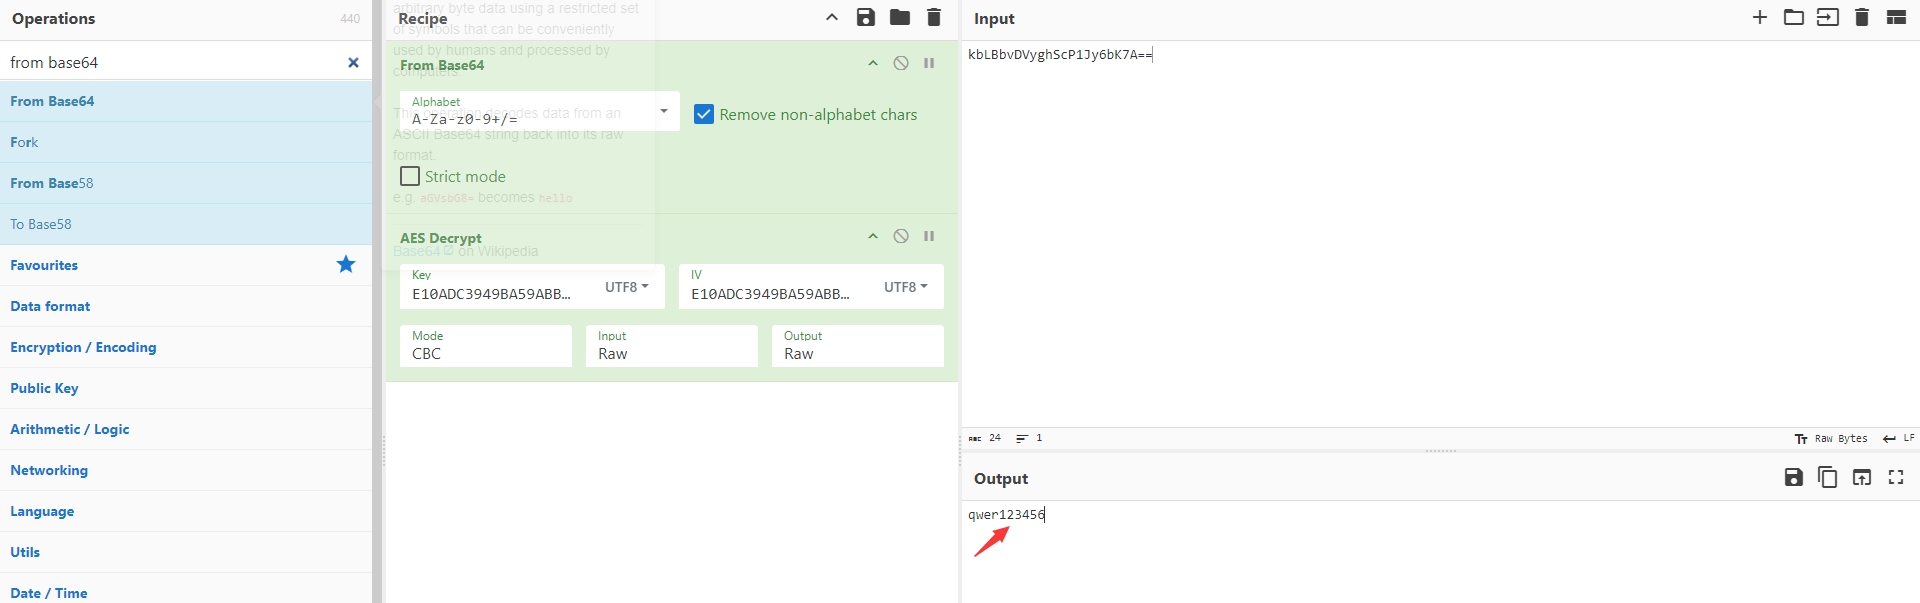 Operations
440
from base64
From Base64
Fork
From Base58
To Base58
Favourites
Data format
Encryption / Encoding
Public Key
Arithmetic / Logic
Networking
Language
Utils
Date / Time
Recipe
arbitrary byte data using a restricted set
of symbols that can be conveniently
used by humans and processed by
computers.
This operation decodes data from an
ASCII Base64 string back into its raw
format.
e.g. aGVsbG8= becomes hello
Base64 on Wikipedia
From Base64
Alphabet
A-Za-z0-9+/=
Remove non-alphabet chars
Strict mode
AES Decrypt
Key
E10ADC3949BA59ABB…
UTF8
IV
E10ADC3949BA59ABB…
UTF8
Mode
CBC
Input
Raw
Output
Raw
Input
kbLBbvDVyghScP1Jy6bK7A==
ABC 24
1
Tт Raw Bytes
LF
Output
qwer123456